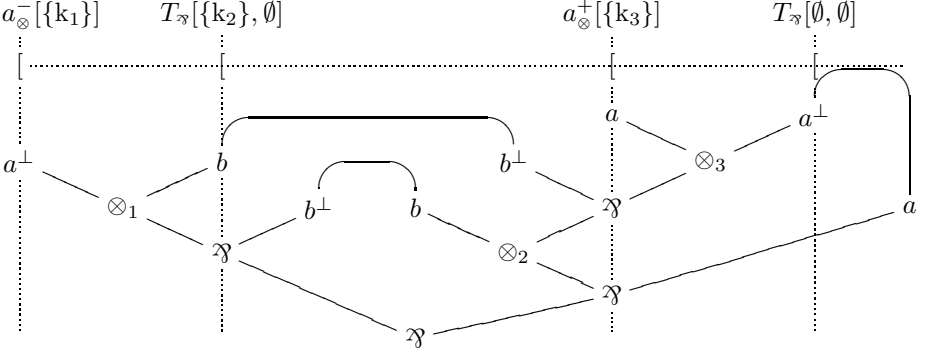 a⊗⁻[{k₁}] T⅋[{k₂}, ∅] a⊗⁺[{k₃}] T⅋[∅, ∅]
[ [ [ [
a a⊥
a⊥ b b⊥ ⊗₃
⊗₁ b⊥ b ⅋ a
⅋ ⊗₂
⅋
⅋